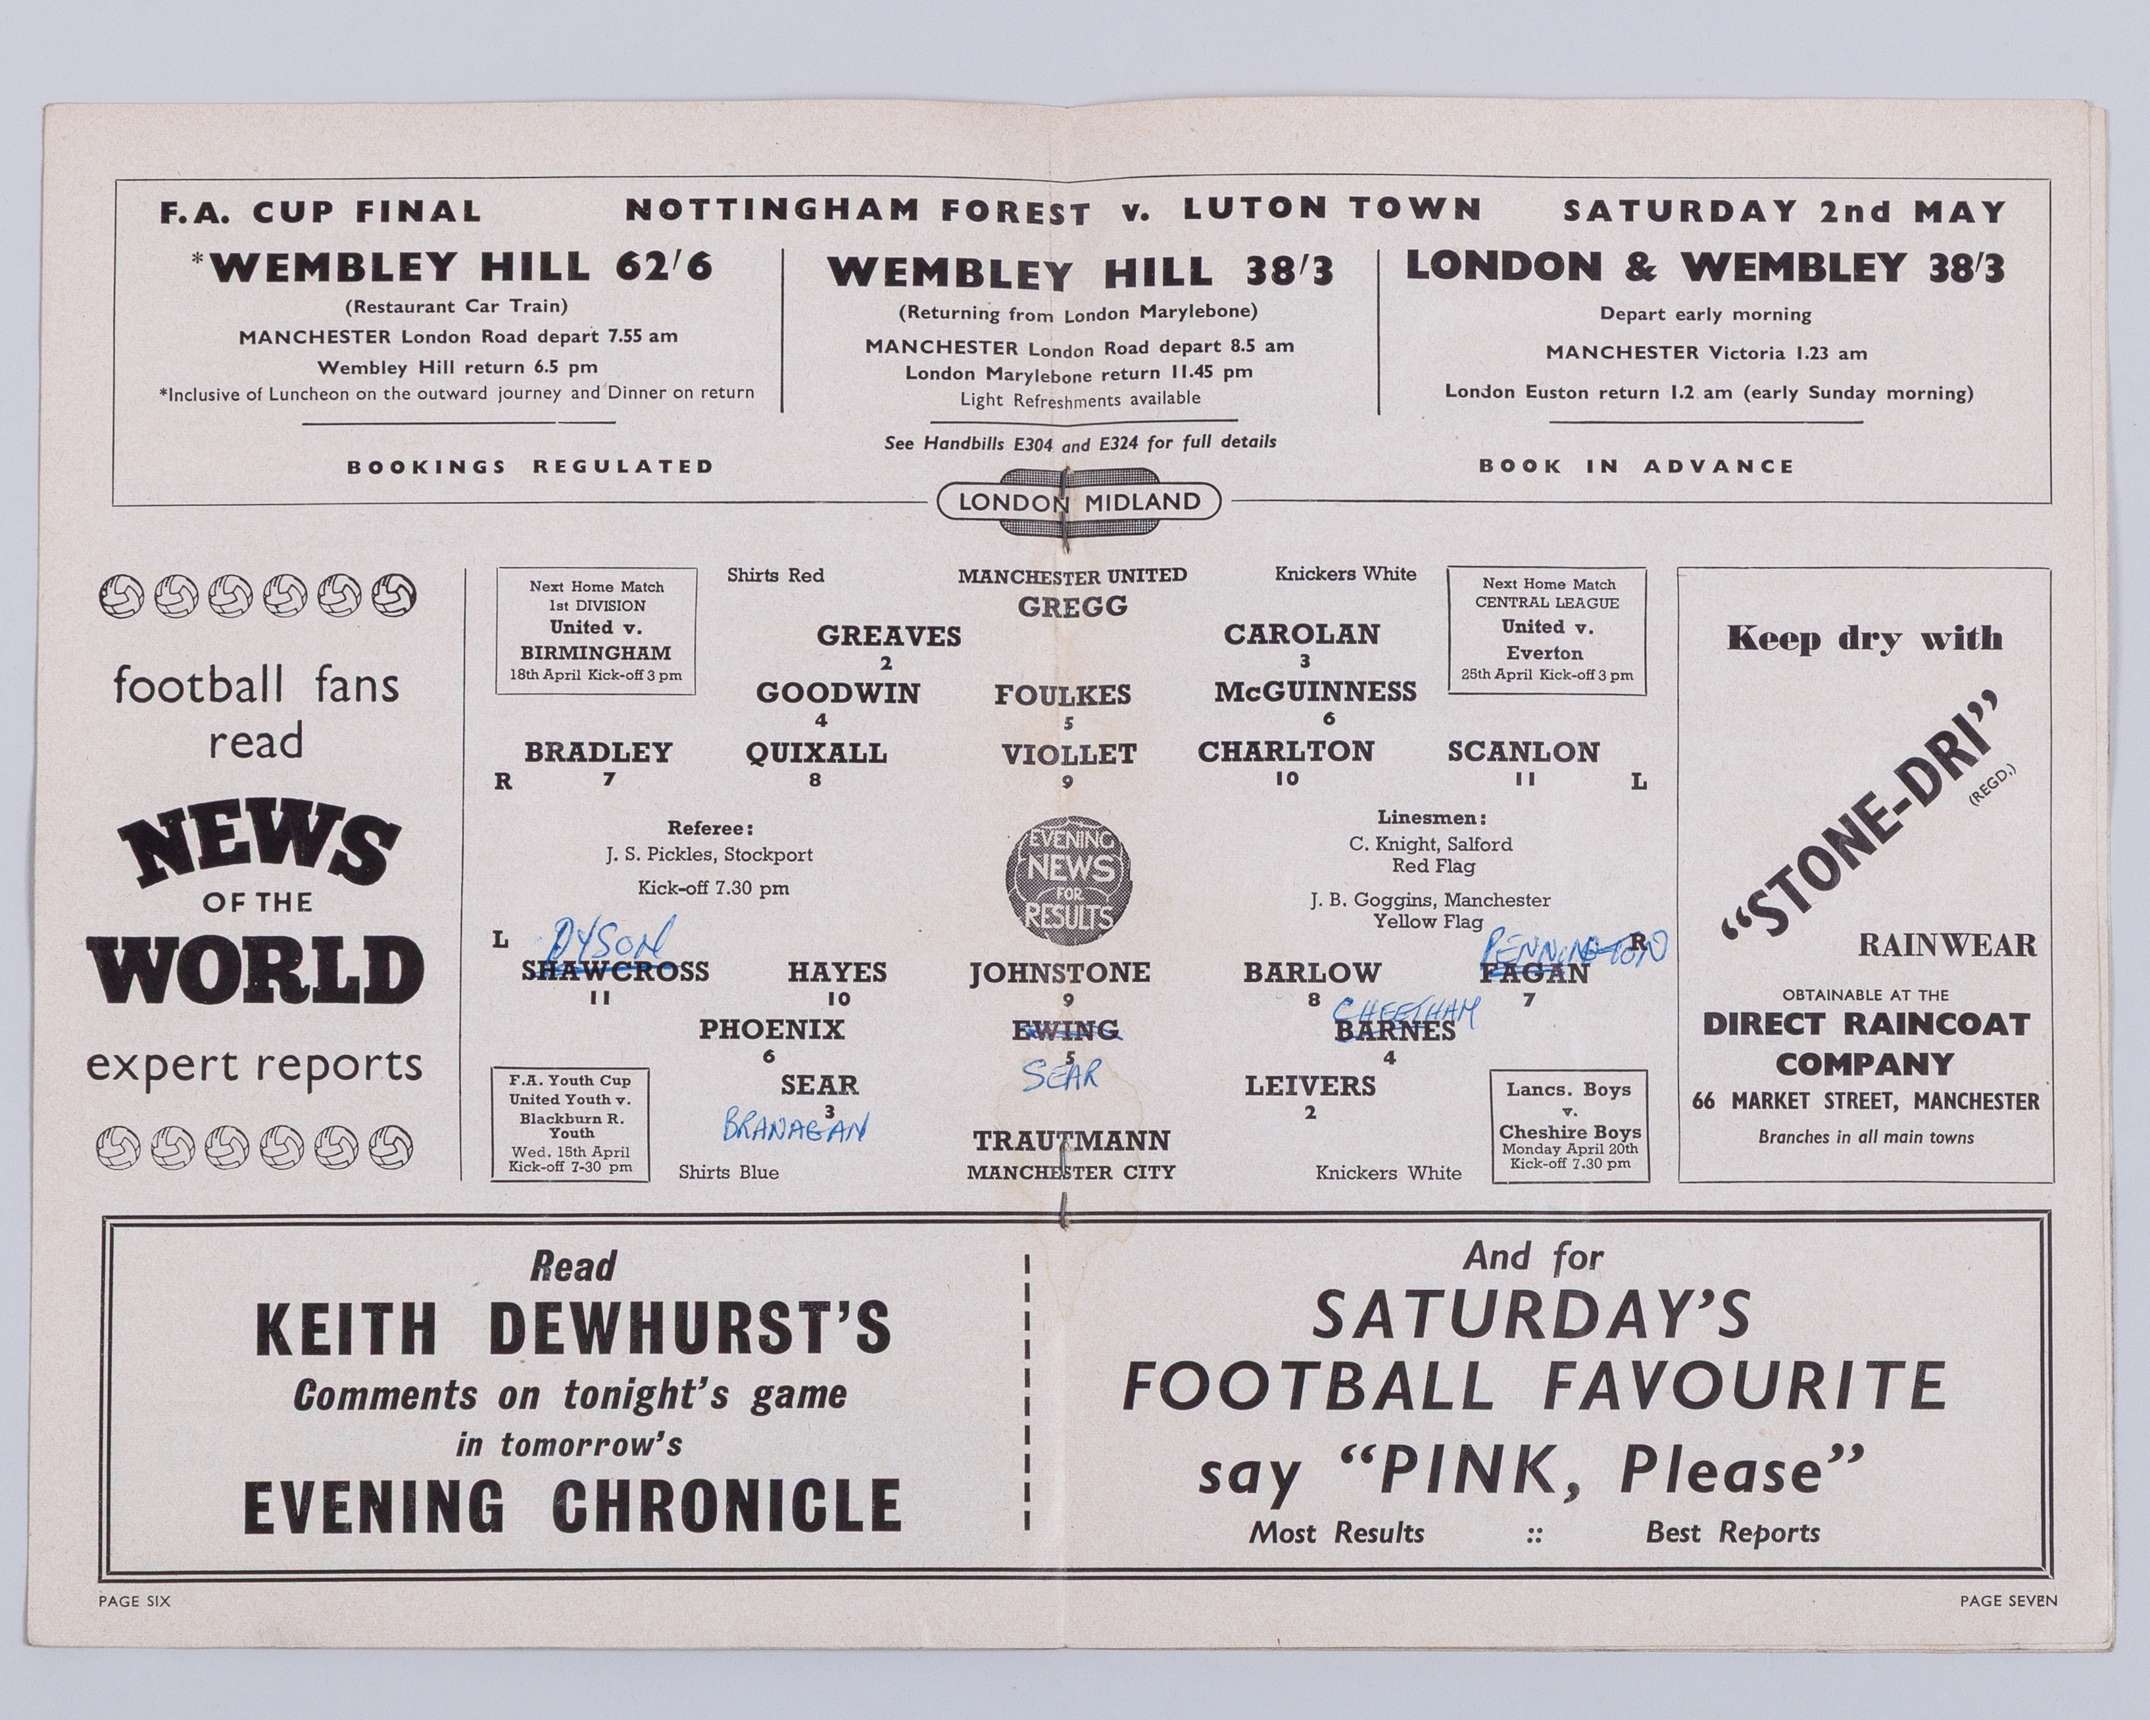 F.A. CUP FINAL NOTTINGHAM FOREST v. LUTON TOWN SATURDAY 2nd MAY
*WEMBLEY HILL 62/6
(Restaurant Car Train)
MANCHESTER London Road depart 7.55 am
Wembley Hill return 6.5 pm
*Inclusive of Luncheon on the outward journey and Dinner on return
BOOKINGS REGULATED
WEMBLEY HILL 38/3
(Returning from London Marylebone)
MANCHESTER London Road depart 8.5 am
London Marylebone return 11.45 pm
Light Refreshments available
See Handbills E304 and E324 for full details
LONDON MIDLAND
LONDON & WEMBLEY 38/3
Depart early morning
MANCHESTER Victoria 1.23 am
London Euston return 1.2 am (early Sunday morning)
BOOK IN ADVANCE
football fans
read
NEWS
OF THE
WORLD
expert reports
Next Home Match
1st DIVISION
United v.
BIRMINGHAM
18th April Kick-off 3 pm
Shirts Red MANCHESTER UNITED Knickers White
Next Home Match
CENTRAL LEAGUE
United v.
Everton
25th April Kick-off 3 pm
GREGG
GREAVES CAROLAN
2 3
GOODWIN FOULKES McGUINNESS
4 5 6
BRADLEY QUIXALL VIOLLET CHARLTON SCANLON
R 7 8 9 10 11 L
Referee:
J. S. Pickles, Stockport
Kick-off 7.30 pm
EVENING
NEWS
FOR
RESULTS
Linesmen:
C. Knight, Salford
Red Flag
J. B. Goggins, Manchester
Yellow Flag
L DYSON PENNINGTON R
SHAWCROSS HAYES JOHNSTONE BARLOW FAGAN
11 10 9 8 7
CHEETHAM
PHOENIX EWING BARNES
6 5 4
SEAR
SEAR LEIVERS
3 2
BRANAGAN
TRAUTMANN
Shirts Blue MANCHESTER CITY Knickers White
F.A. Youth Cup
United Youth v.
Blackburn R.
Youth
Wed. 15th April
Kick-off 7-30 pm
Lancs. Boys
v.
Cheshire Boys
Monday April 20th
Kick-off 7.30 pm
Keep dry with
"STONE-DRI"
(REGD.)
RAINWEAR
OBTAINABLE AT THE
DIRECT RAINCOAT
COMPANY
66 MARKET STREET, MANCHESTER
Branches in all main towns
Read
KEITH DEWHURST'S
Comments on tonight's game
in tomorrow's
EVENING CHRONICLE
And for
SATURDAY'S
FOOTBALL FAVOURITE
say "PINK, Please"
Most Results :: Best Reports
PAGE SIX
PAGE SEVEN